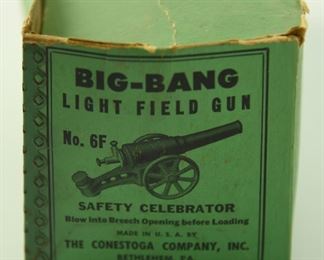 BIG-BANG
LIGHT FIELD GUN
No. 6F
SAFETY CELEBRATOR
Blow into Breech Opening before Loading
MADE IN U. S. A. BY
THE CONESTOGA COMPANY, INC.
BETHLEHEM, PA.